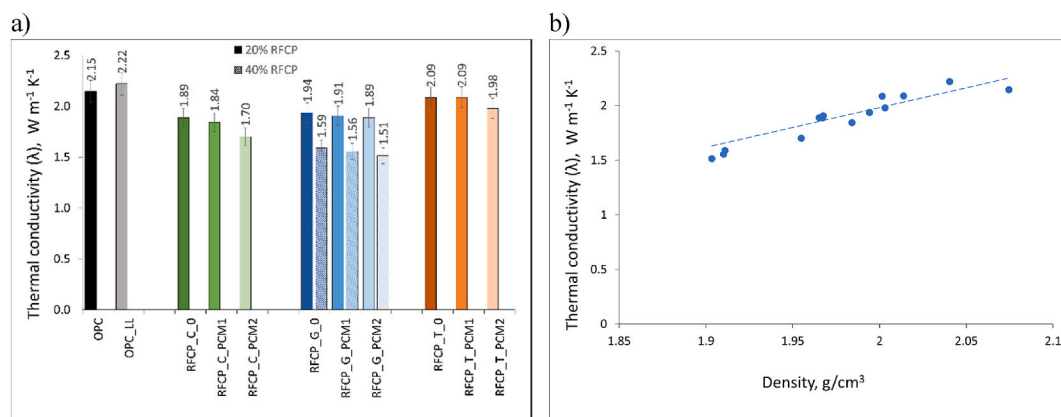 a)
Thermal conductivity (λ), W m⁻¹ K⁻¹
2.5
2.0
1.5
1.0
0.5
0.0
20% RFCP
40% RFCP
2.15
2.22
1.89
1.84
1.70
1.94
1.59
1.91
1.56
1.89
1.51
2.09
2.09
1.98
OPC
OPC_LL
RFCP_C_0
RFCP_C_PCM1
RFCP_C_PCM2
RFCP_G_0
RFCP_G_PCM1
RFCP_G_PCM2
RFCP_T_0
RFCP_T_PCM1
RFCP_T_PCM2
b)
Thermal conductivity (λ), W m⁻¹ K⁻¹
2.5
2
1.5
1
0.5
0
1.85
1.9
1.95
2
2.05
2.1
Density, g/cm³